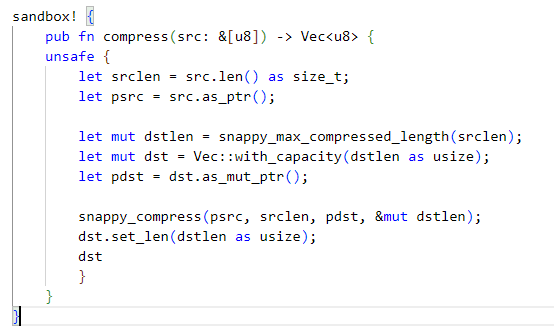 sandbox! {
    pub fn compress(src: &[u8]) -> Vec<u8> {
    unsafe {
        let srclen = src.len() as size_t;
        let psrc = src.as_ptr();

        let mut dstlen = snappy_max_compressed_length(srclen);
        let mut dst = Vec::with_capacity(dstlen as usize);
        let pdst = dst.as_mut_ptr();

        snappy_compress(psrc, srclen, pdst, &mut dstlen);
        dst.set_len(dstlen as usize);
        dst
        }
    }
}